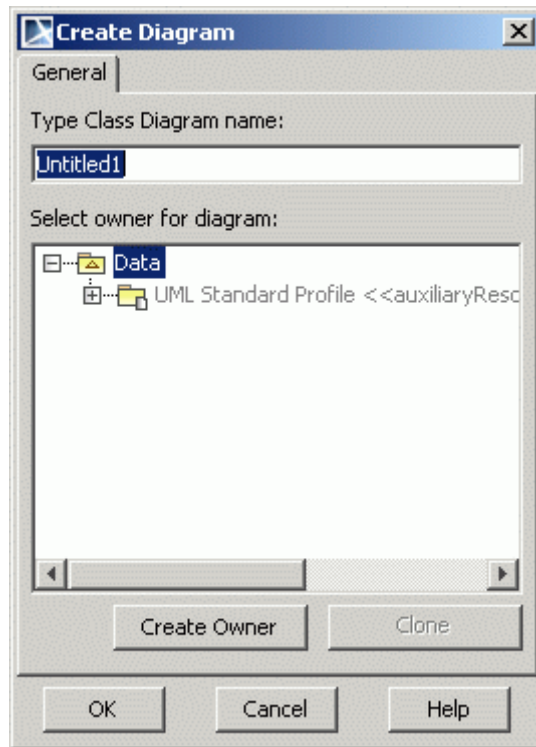 Create Diagram
General
Type Class Diagram name:
Untitled1
Select owner for diagram:
Data
UML Standard Profile <<auxiliaryResc
Create Owner
Clone
OK
Cancel
Help